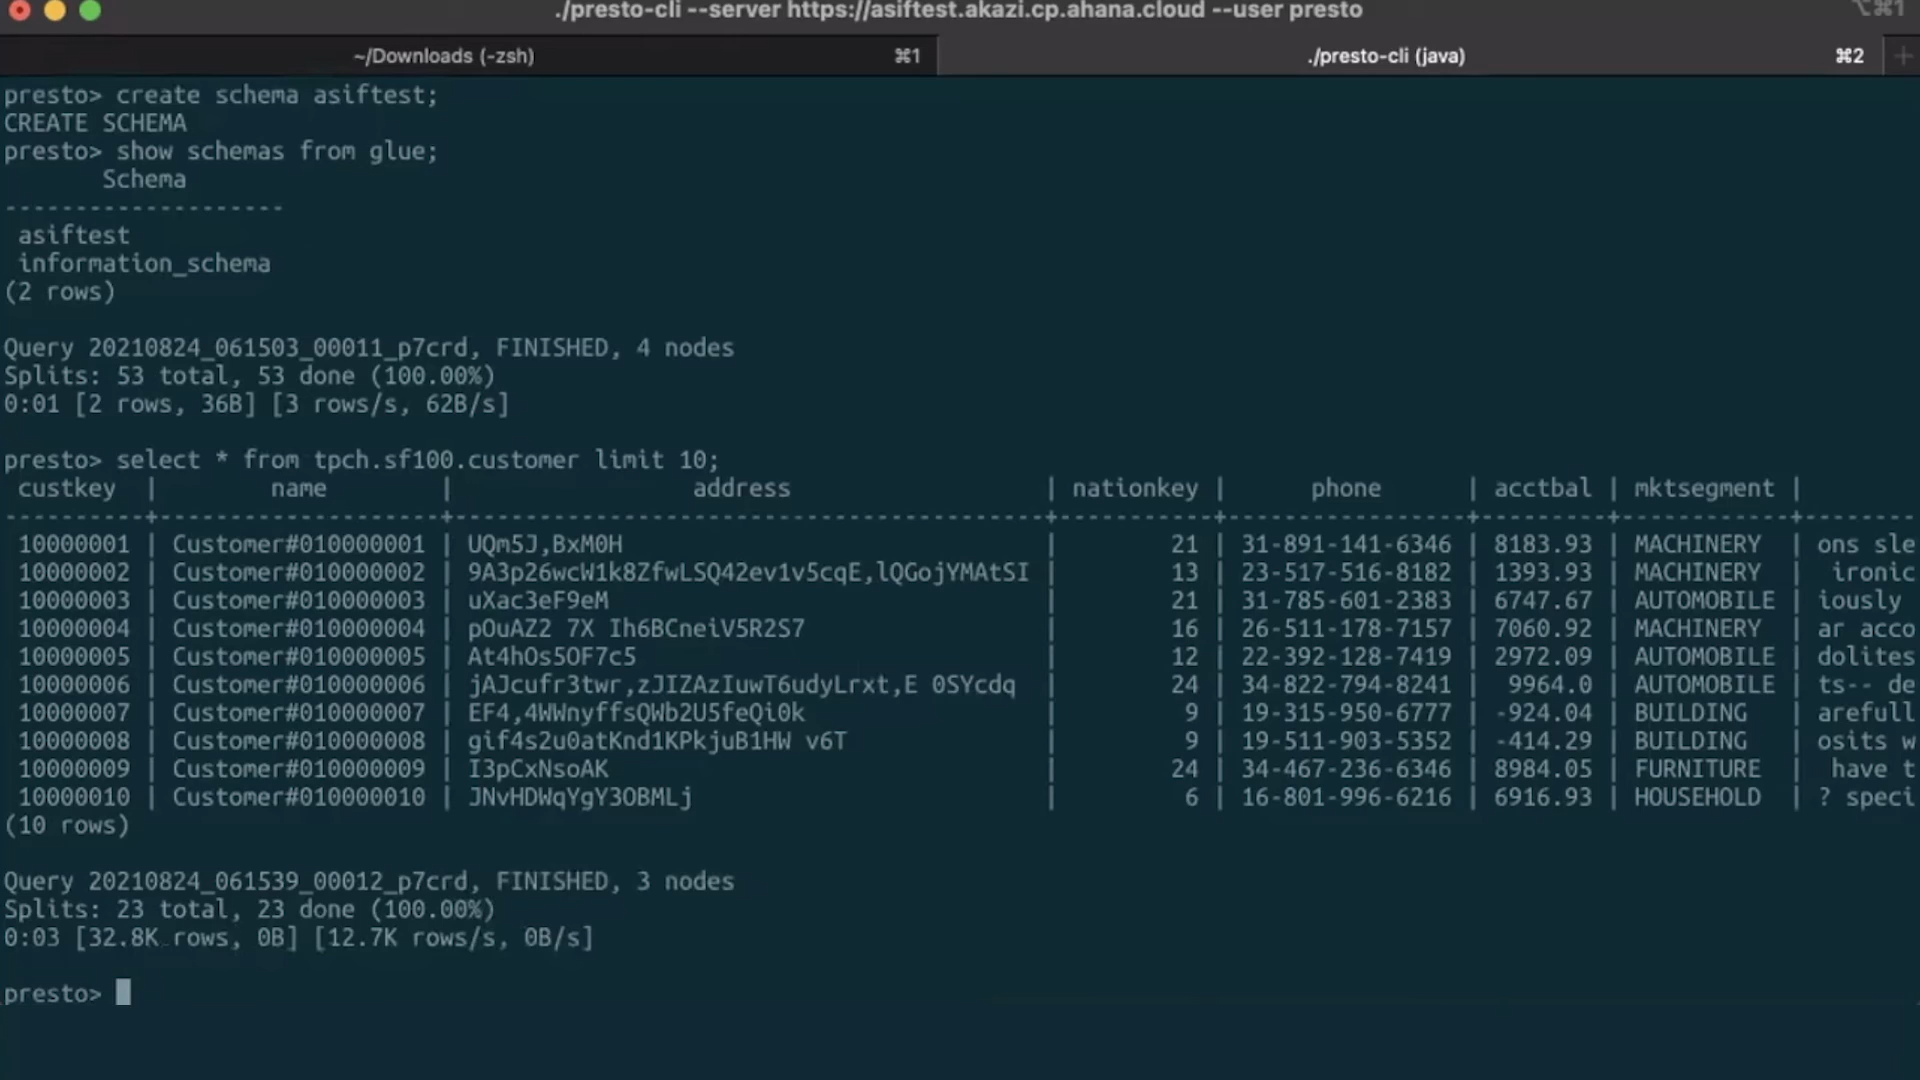 ./presto-cli --server https://asiftest.akazi.cp.ahana.cloud --user presto
⌥⌘1
~/Downloads (-zsh) ⌘1
./presto-cli (java) ⌘2 +
presto> create schema asiftest;
CREATE SCHEMA
presto> show schemas from glue;
Schema
--------------------
asiftest
information_schema
(2 rows)
Query 20210824_061503_00011_p7crd, FINISHED, 4 nodes
Splits: 53 total, 53 done (100.00%)
0:01 [2 rows, 36B] [3 rows/s, 62B/s]
presto> select * from tpch.sf100.customer limit 10;
custkey | name | address | nationkey | phone | acctbal | mktsegment |
----------+--------------------+------------------------------------------+-----------+-----------------+---------+------------+--------
10000001 | Customer#010000001 | UQm5J,BxM0H | 21 | 31-891-141-6346 | 8183.93 | MACHINERY | ons sle
10000002 | Customer#010000002 | 9A3p26wcW1k8ZfwLSQ42ev1v5cqE,lQGojYMAtSI | 13 | 23-517-516-8182 | 1393.93 | MACHINERY | ironic
10000003 | Customer#010000003 | uXac3eF9eM | 21 | 31-785-601-2383 | 6747.67 | AUTOMOBILE | iously
10000004 | Customer#010000004 | pOuAZ2 7X Ih6BCneiV5R2S7 | 16 | 26-511-178-7157 | 7060.92 | MACHINERY | ar acco
10000005 | Customer#010000005 | At4hOs5OF7c5 | 12 | 22-392-128-7419 | 2972.09 | AUTOMOBILE | dolites
10000006 | Customer#010000006 | jAJcufr3twr,zJIZAzIuwT6udyLrxt,E 0SYcdq | 24 | 34-822-794-8241 | 9964.0 | AUTOMOBILE | ts-- de
10000007 | Customer#010000007 | EF4,4WWnyffsQWb2U5feQi0k | 9 | 19-315-950-6777 | -924.04 | BUILDING | arefull
10000008 | Customer#010000008 | gif4s2u0atKnd1KPkjuB1HW v6T | 9 | 19-511-903-5352 | -414.29 | BUILDING | osits w
10000009 | Customer#010000009 | I3pCxNsoAK | 24 | 34-467-236-6346 | 8984.05 | FURNITURE | have t
10000010 | Customer#010000010 | JNvHDWqYgY3OBMLj | 6 | 16-801-996-6216 | 6916.93 | HOUSEHOLD | ? speci
(10 rows)
Query 20210824_061539_00012_p7crd, FINISHED, 3 nodes
Splits: 23 total, 23 done (100.00%)
0:03 [32.8K rows, 0B] [12.7K rows/s, 0B/s]
presto>